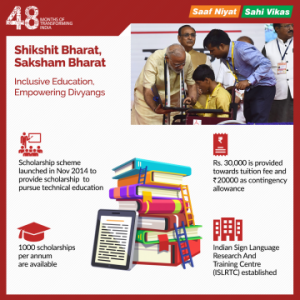 48
MONTHS OF
TRANSFORMING
INDIA
Saaf Niyat
Sahi Vikas
Shikshit Bharat,
Saksham Bharat
Inclusive Education,
Empowering Divyangs
Scholarship scheme
launched in Nov 2014 to
provide scholarship to
pursue technical education
Rs. 30,000 is provided
towards tuition fee and
₹20000 as contingency
allowance
1000 scholarships
per annum
are available
Indian Sign Language
Research And
Training Centre
(ISLRTC) established